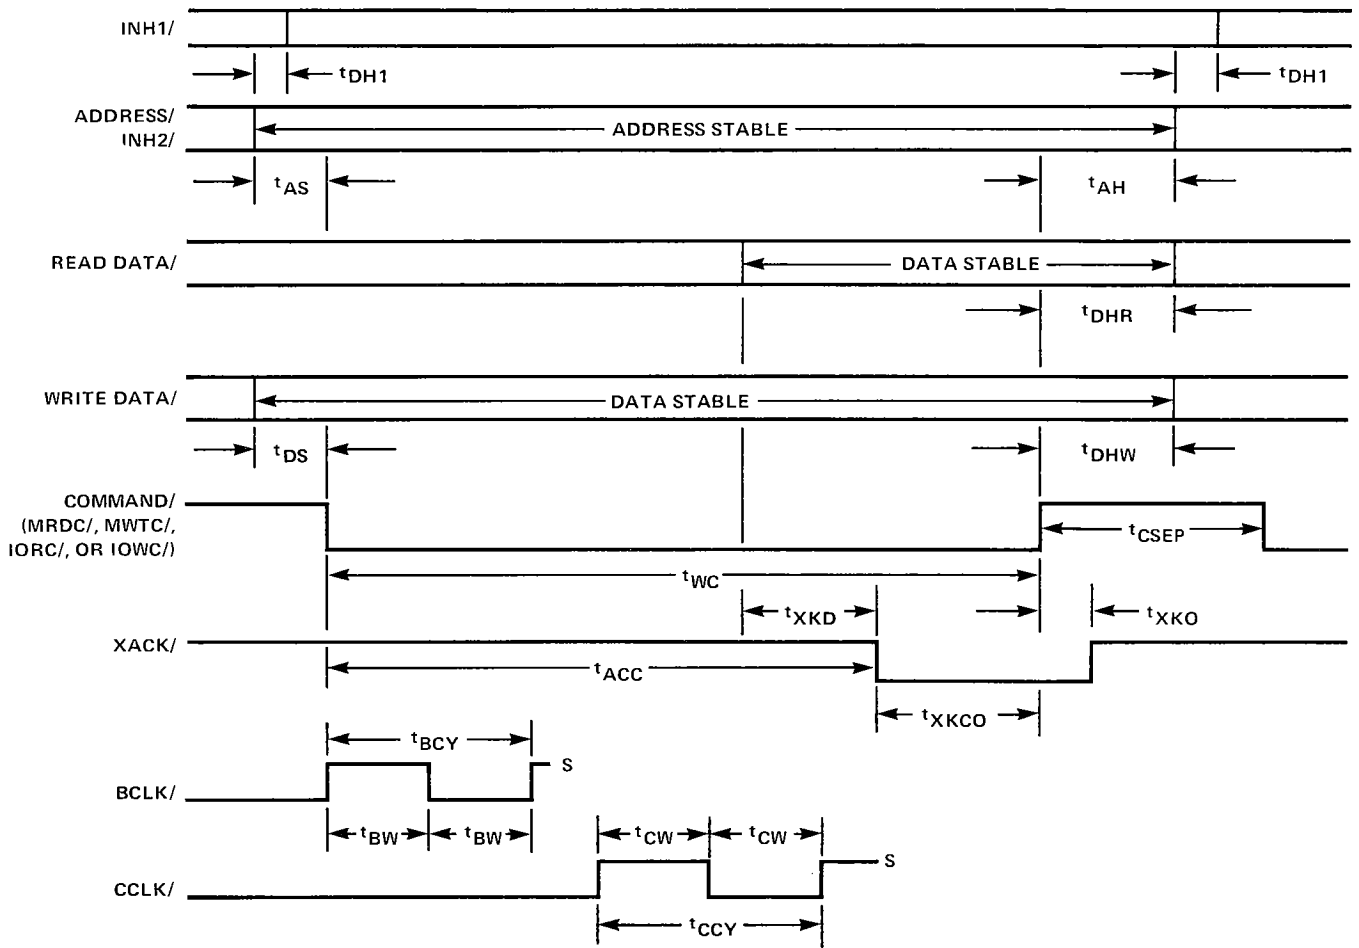 INH1/
tDH1 tDH1
ADDRESS/
INH2/
ADDRESS STABLE
tAS tAH
READ DATA/ DATA STABLE
tDHR
WRITE DATA/ DATA STABLE
tDS tDHW
COMMAND/
(MRDC/, MWTC/,
IORC/, OR IOWC/)
tCSEP
tWC
tXKD tXKO
XACK/
tACC
tXKCO
tBCY
BCLK/ S
tBW tBW tCW tCW
CCLK/ S
tCCY